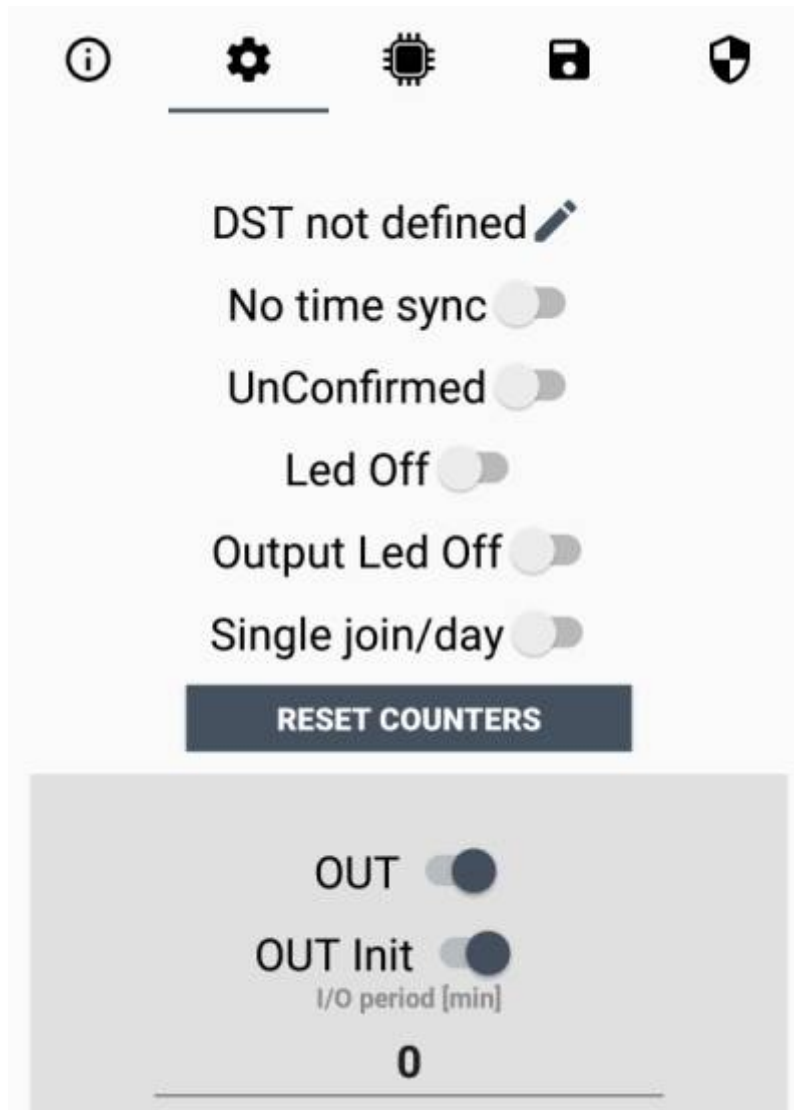 DST not defined
No time sync
UnConfirmed
Led Off
Output Led Off
Single join/day
RESET COUNTERS
OUT
OUT Init
I/O period [min]
0